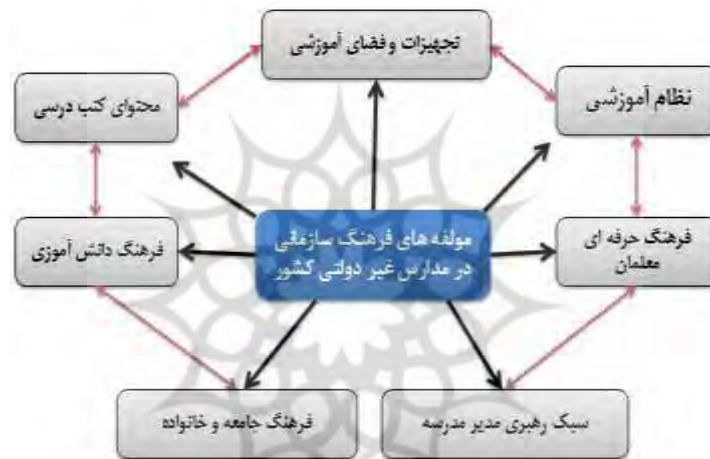 تجهیزات و فضای آموزشی
نظام آموزشی
محتوای کتب درسی
مولفه های فرهنگ سازمانی
در مدارس غیر دولتی کشور
فرهنگ حرفه ای
معلمان
فرهنگ دانش آموزی
سبک رهبری مدیر مدرسه
فرهنگ جامعه و خانواده